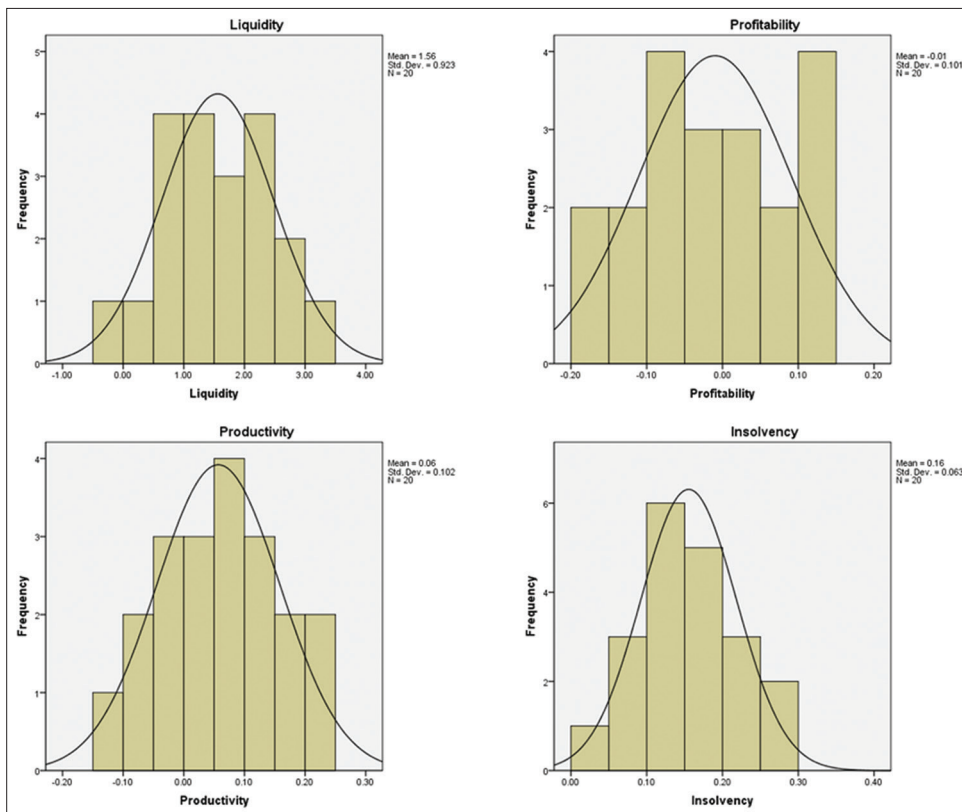 Liquidity
Mean = 1.56
Std. Dev. = 0.923
N = 20
5
4
3
2
1
0
Frequency
-1.00 0.00 1.00 2.00 3.00 4.00
Liquidity
Profitability
Mean = -0.01
Std. Dev. = 0.101
N = 20
4
3
2
1
0
Frequency
-0.20 -0.10 0.00 0.10 0.20
Profitability
Productivity
Mean = 0.06
Std. Dev. = 0.102
N = 20
4
3
2
1
0
Frequency
-0.20 -0.10 0.00 0.10 0.20 0.30
Productivity
Insolvency
Mean = 0.16
Std. Dev. = 0.063
N = 20
6
4
2
0
Frequency
0.00 0.10 0.20 0.30 0.40
Insolvency